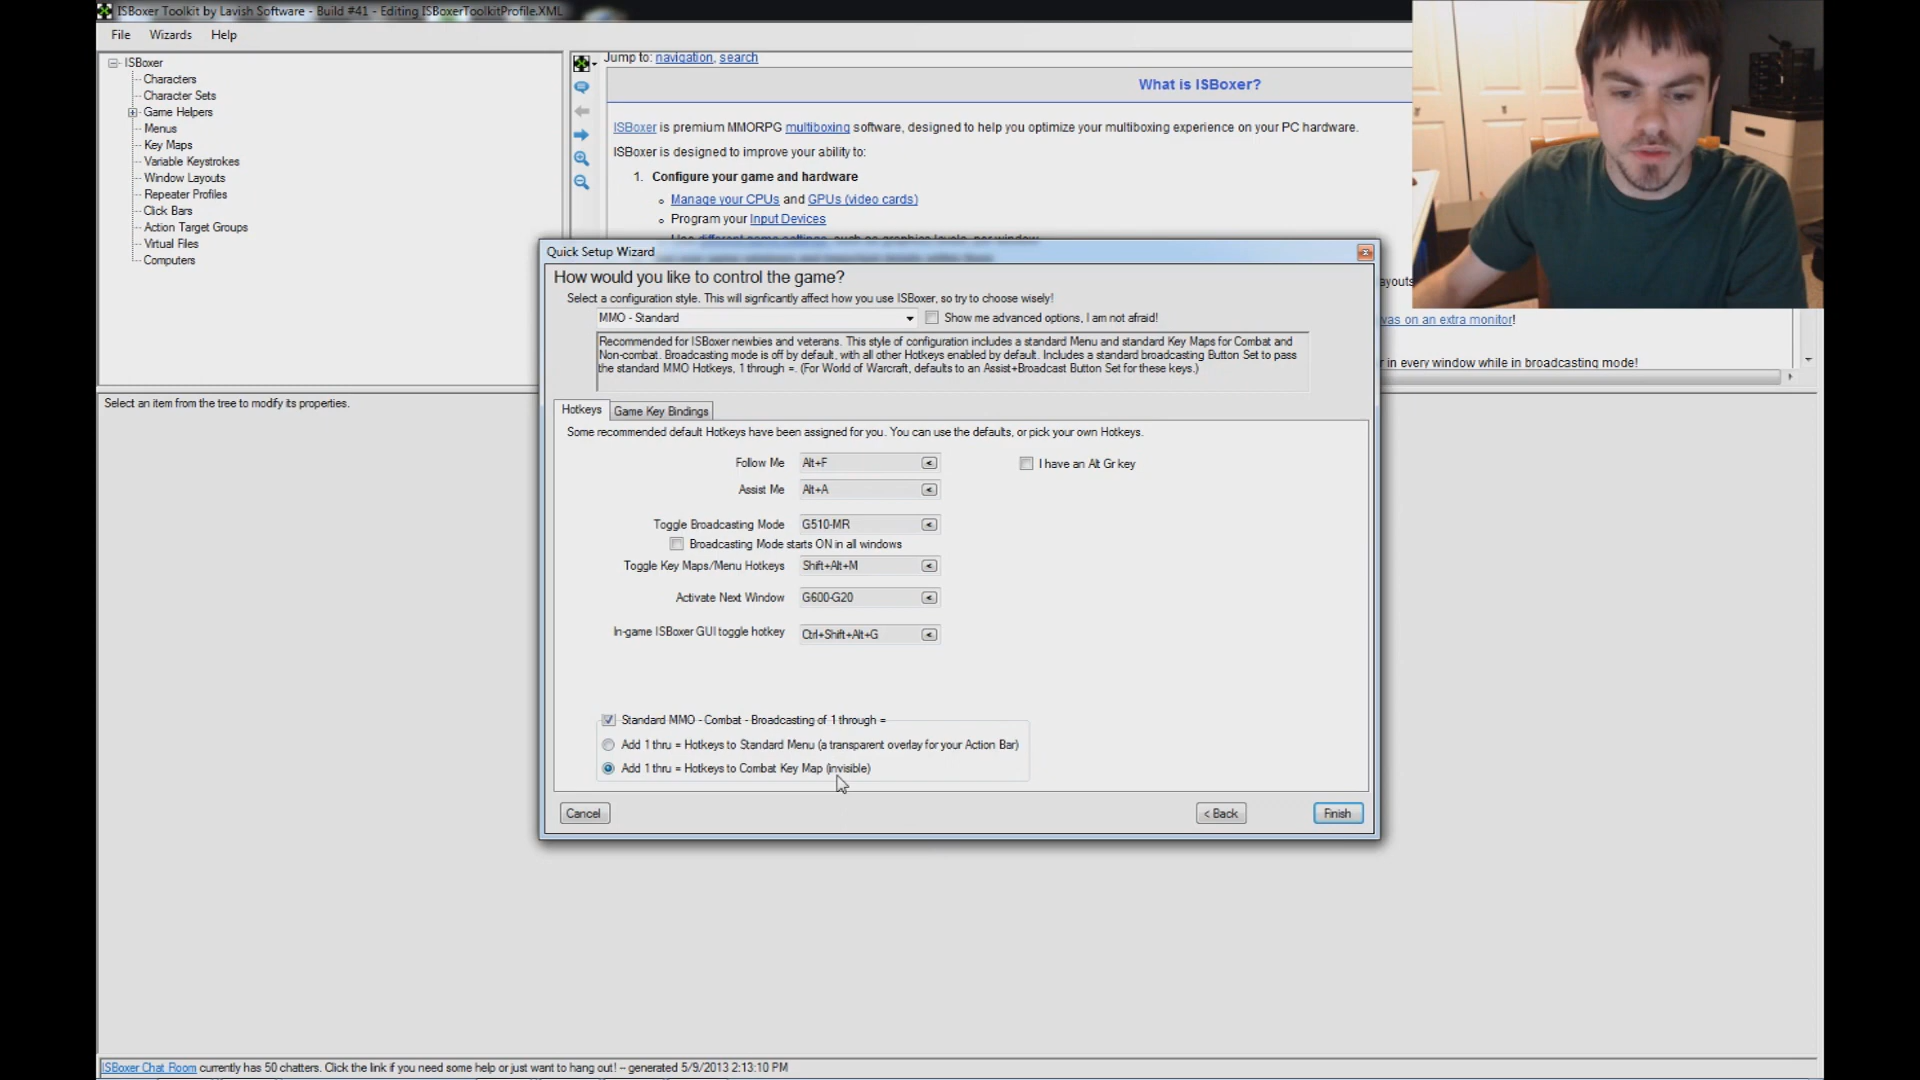 ISBoxer Toolkit by Lavish Software - Build #41 - Editing ISBoxerToolkitProfile.XML
File Wizards Help
ISBoxer
Characters
Character Sets
Game Helpers
Menus
Key Maps
Variable Keystrokes
Window Layouts
Repeater Profiles
Click Bars
Action Target Groups
Virtual Files
Computers
Jump to: navigation, search
What is ISBoxer?
ISBoxer is premium MMORPG multiboxing software, designed to help you optimize your multiboxing experience on your PC hardware.
ISBoxer is designed to improve your ability to:
1. Configure your game and hardware
Manage your CPUs and GPUs (video cards)
Program your Input Devices
ayouts
vas on an extra monitor!
r in every window while in broadcasting mode!
Select an item from the tree to modify its properties.
Quick Setup Wizard
How would you like to control the game?
Select a configuration style. This will signficantly affect how you use ISBoxer, so try to choose wisely!
MMO - Standard
Show me advanced options, I am not afraid!
Recommended for ISBoxer newbies and veterans. This style of configuration includes a standard Menu and standard Key Maps for Combat and
Non-combat. Broadcasting mode is off by default, with all other Hotkeys enabled by default. Includes a standard broadcasting Button Set to pass
the standard MMO Hotkeys, 1 through =. (For World of Warcraft, defaults to an Assist+Broadcast Button Set for these keys.)
Hotkeys Game Key Bindings
Some recommended default Hotkeys have been assigned for you. You can use the defaults, or pick your own Hotkeys.
Follow Me Alt+F <
I have an Alt Gr key
Assist Me Alt+A <
Toggle Broadcasting Mode G510-MR <
Broadcasting Mode starts ON in all windows
Toggle Key Maps/Menu Hotkeys Shift+Alt+M <
Activate Next Window G600-G20 <
In-game ISBoxer GUI toggle hotkey Ctrl+Shift+Alt+G <
Standard MMO - Combat - Broadcasting of 1 through =
Add 1 thru = Hotkeys to Standard Menu (a transparent overlay for your Action Bar)
Add 1 thru = Hotkeys to Combat Key Map (invisible)
Cancel < Back Finish
ISBoxer Chat Room currently has 50 chatters. Click the link if you need some help or just want to hang out! -- generated 5/9/2013 2:13:10 PM